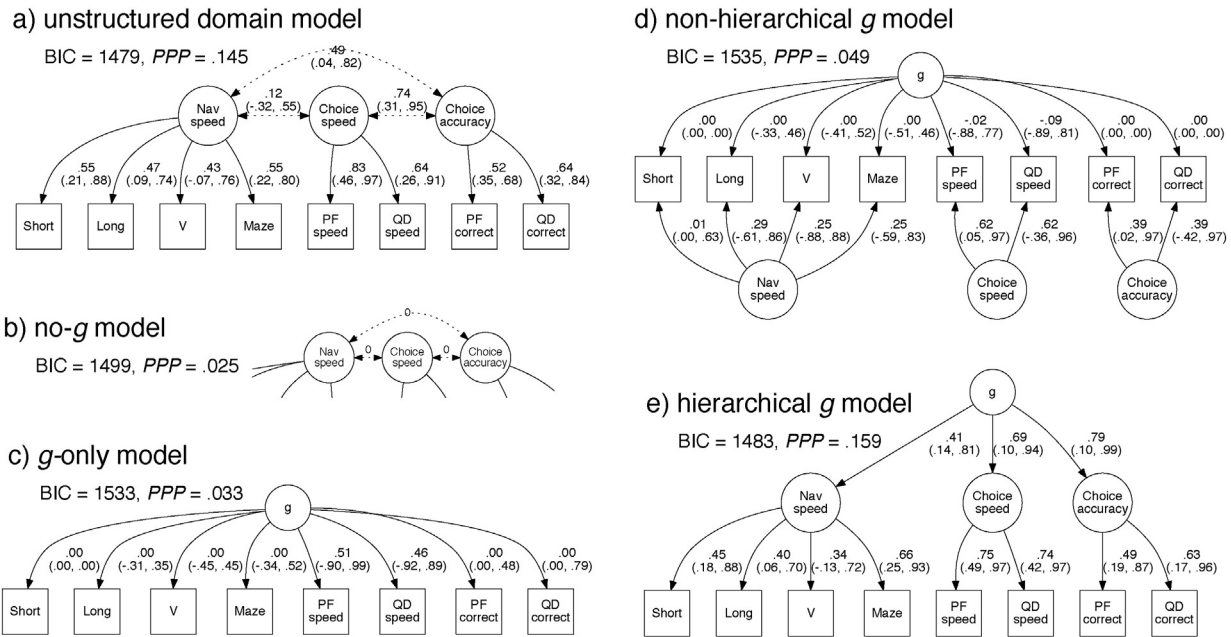 a) unstructured domain model
BIC = 1479, PPP = .145
.49
(.04, .82)
.12
(-.32, .55)
.74
(.31, .95)
Nav
speed
Choice
speed
Choice
accuracy
.55
(.21, .88)
.47
(.09, .74)
.43
(-.07, .76)
.55
(.22, .80)
.83
(.46, .97)
.64
(.26, .91)
.52
(.35, .68)
.64
(.32, .84)
Short
Long
V
Maze
PF
speed
QD
speed
PF
correct
QD
correct
b) no-g model
BIC = 1499, PPP = .025
0
0
0
Nav
speed
Choice
speed
Choice
accuracy
c) g-only model
BIC = 1533, PPP = .033
g
.00
(.00, .00)
.00
(-.31, .35)
.00
(-.45, .45)
.00
(-.34, .52)
.51
(-.90, .99)
.46
(-.92, .89)
.00
(.00, .48)
.00
(.00, .79)
Short
Long
V
Maze
PF
speed
QD
speed
PF
correct
QD
correct
d) non-hierarchical g model
BIC = 1535, PPP = .049
g
.00
(.00, .00)
.00
(-.33, .46)
.00
(-.41, .52)
.00
(-.51, .46)
-.02
(-.88, .77)
-.09
(-.89, .81)
.00
(.00, .00)
.00
(.00, .00)
Short
Long
V
Maze
PF
speed
QD
speed
PF
correct
QD
correct
.01
(.00, .63)
.29
(-.61, .86)
.25
(-.88, .88)
.25
(-.59, .83)
.62
(.05, .97)
.62
(-.36, .96)
.39
(.02, .97)
.39
(-.42, .97)
Nav
speed
Choice
speed
Choice
accuracy
e) hierarchical g model
BIC = 1483, PPP = .159
g
.41
(.14, .81)
.69
(.10, .94)
.79
(.10, .99)
Nav
speed
Choice
speed
Choice
accuracy
.45
(.18, .88)
.40
(.06, .70)
.34
(-.13, .72)
.66
(.25, .93)
.75
(.49, .97)
.74
(.42, .97)
.49
(.19, .87)
.63
(.17, .96)
Short
Long
V
Maze
PF
speed
QD
speed
PF
correct
QD
correct